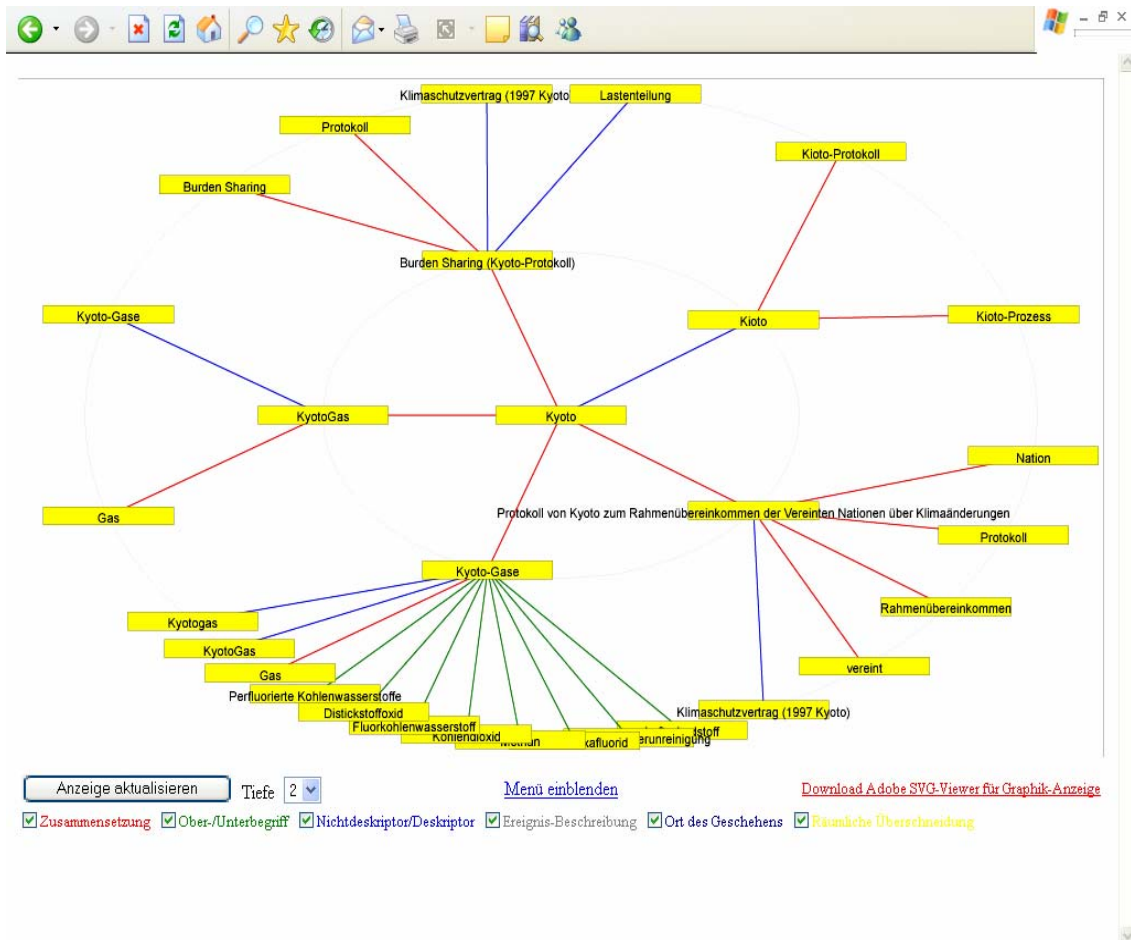 Klimaschutzvertrag (1997 Kyoto
Lastenteilung
Protokoll
Kioto-Protokoll
Burden Sharing
Burden Sharing (Kyoto-Protokoll)
Kyoto-Gase
Kioto
Kioto-Prozess
KyotoGas
Kyoto
Nation
Gas
Protokoll von Kyoto zum Rahmenübereinkommen der Vereinten Nationen über Klimaänderungen
Protokoll
Kyoto-Gase
Rahmenübereinkommen
Kyotogas
KyotoGas
vereint
Gas
Perfluorierte Kohlenwasserstoffe
Distickstoffoxid
Klimaschutzvertrag (1997 Kyoto)
Fluorkohlenwasserstoff
Kohlendioxid
Methan
xafluorid
erunreinigung
stoff
Anzeige aktualisieren
Tiefe
2
Menü einblenden
Download Adobe SVG-Viewer für Graphik-Anzeige
Zusammensetzung
Ober-/Unterbegriff
Nichtdeskriptor/Deskriptor
Ereignis-Beschreibung
Ort des Geschehens
Räumliche Überschneidung